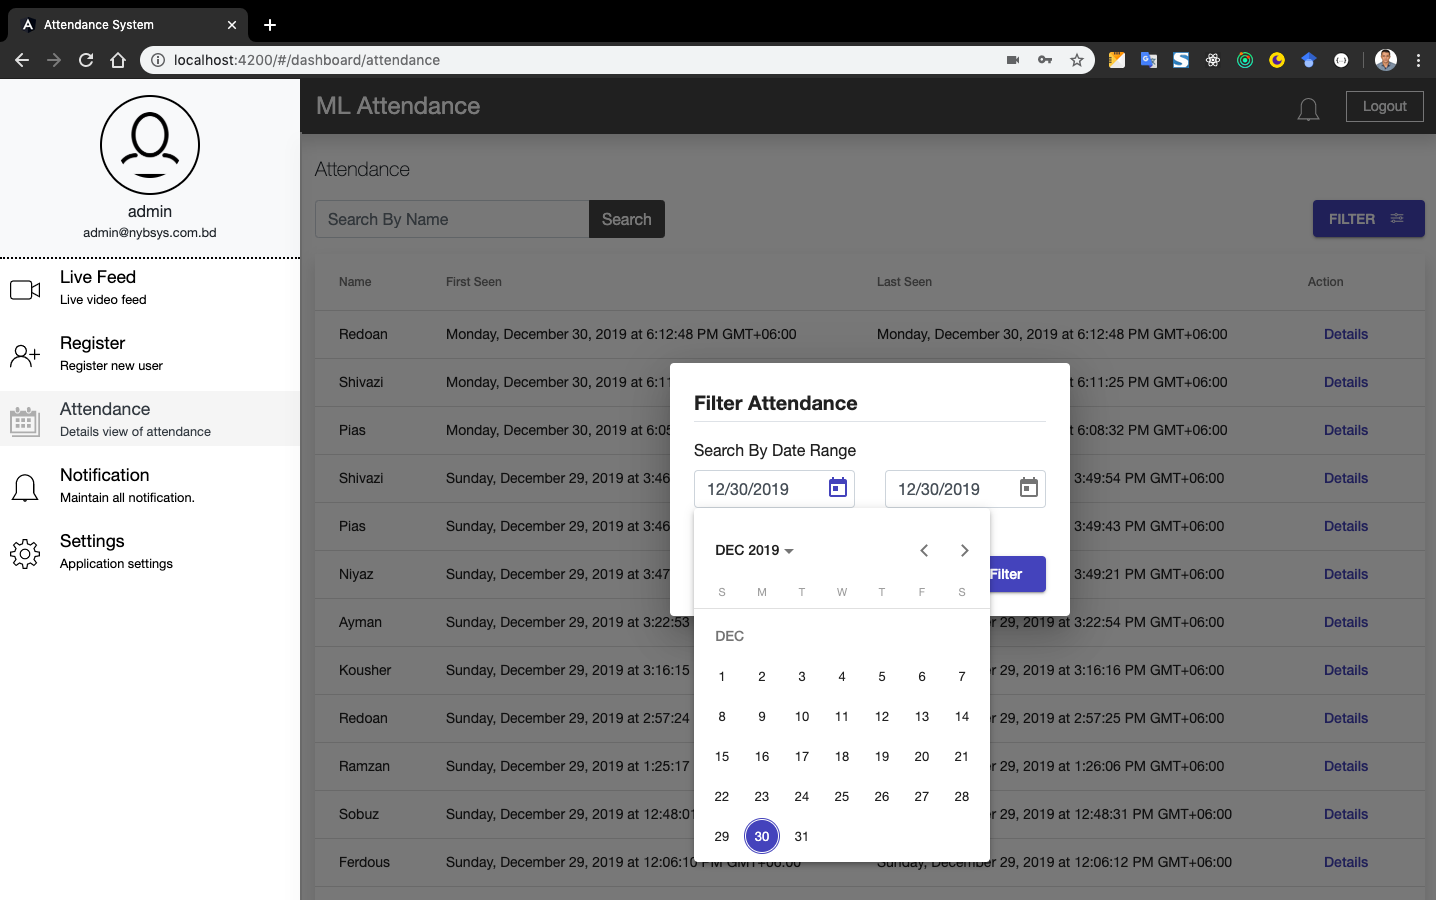 Attendance System
localhost:4200/#/dashboard/attendance
ML Attendance
Logout
admin
admin@nybsys.com.bd
Live Feed
Live video feed
Register
Register new user
Attendance
Details view of attendance
Notification
Maintain all notification.
Settings
Application settings
Attendance
Search By Name Search
FILTER
Name First Seen Last Seen Action
Redoan Monday, December 30, 2019 at 6:12:48 PM GMT+06:00 Monday, December 30, 2019 at 6:12:48 PM GMT+06:00 Details
Shivazi Monday, December 30, 2019 at 6:11 t 6:11:25 PM GMT+06:00 Details
Pias Monday, December 30, 2019 at 6:05 t 6:08:32 PM GMT+06:00 Details
Shivazi Sunday, December 29, 2019 at 3:46 3:49:54 PM GMT+06:00 Details
Pias Sunday, December 29, 2019 at 3:46 3:49:43 PM GMT+06:00 Details
Niyaz Sunday, December 29, 2019 at 3:47 3:49:21 PM GMT+06:00 Details
Ayman Sunday, December 29, 2019 at 3:22:53 r 29, 2019 at 3:22:54 PM GMT+06:00 Details
Kousher Sunday, December 29, 2019 at 3:16:15 r 29, 2019 at 3:16:16 PM GMT+06:00 Details
Redoan Sunday, December 29, 2019 at 2:57:24 r 29, 2019 at 2:57:25 PM GMT+06:00 Details
Ramzan Sunday, December 29, 2019 at 1:25:17 r 29, 2019 at 1:26:06 PM GMT+06:00 Details
Sobuz Sunday, December 29, 2019 at 12:48:01 r 29, 2019 at 12:48:31 PM GMT+06:00 Details
Ferdous Sunday, December 29, 2019 at 12:06:10 PM GMT+06:00 Sunday, December 29, 2019 at 12:06:12 PM GMT+06:00 Details
Filter Attendance
Search By Date Range
12/30/2019 12/30/2019
Filter
DEC 2019
S M T W T F S
DEC
1 2 3 4 5 6 7
8 9 10 11 12 13 14
15 16 17 18 19 20 21
22 23 24 25 26 27 28
29 30 31